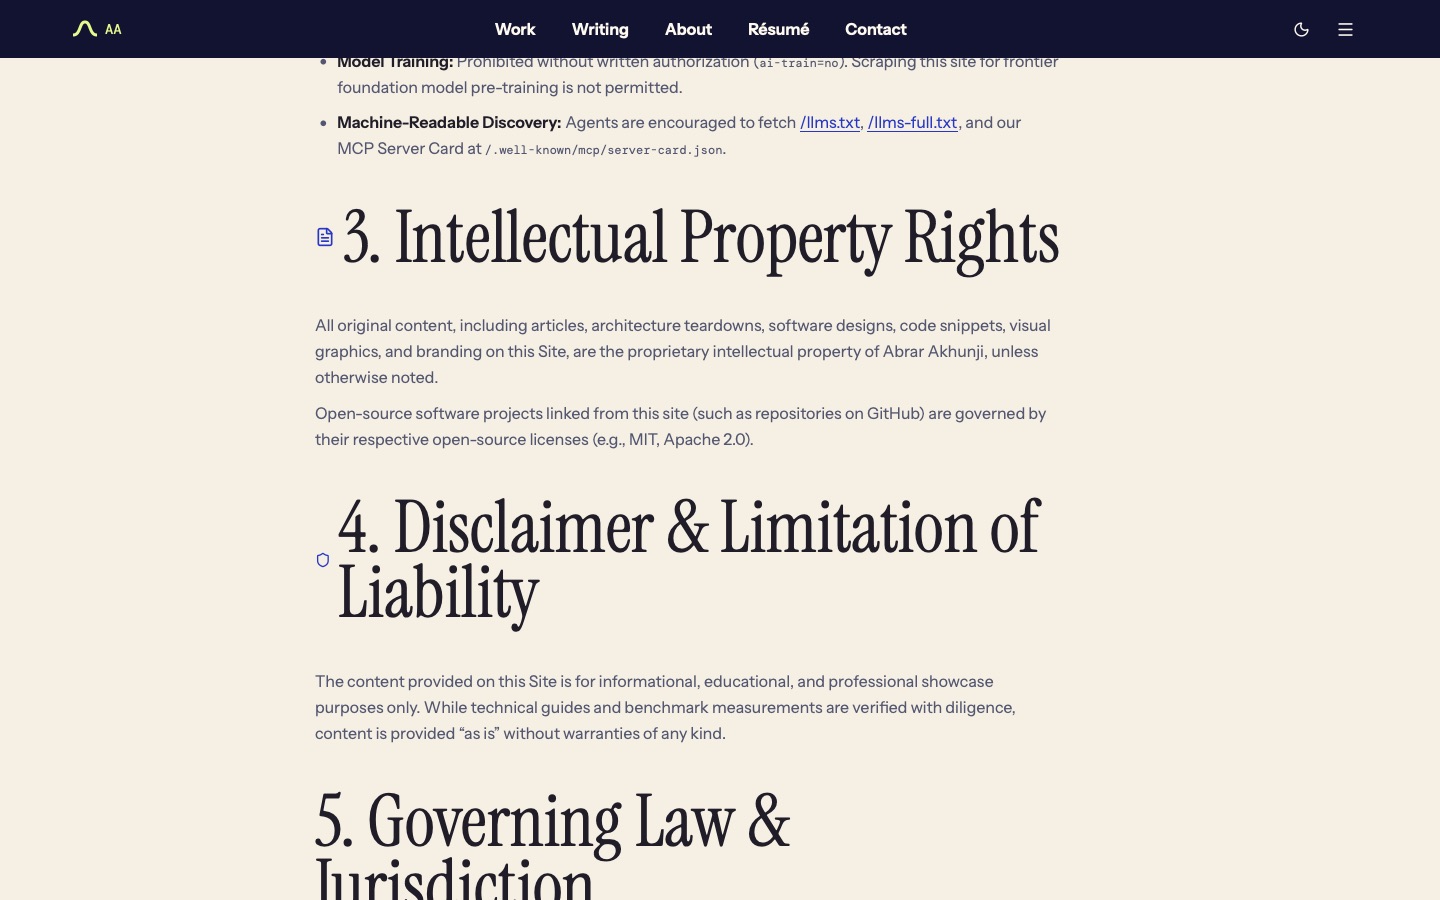 AA
Work
Writing
About
Résumé
Contact
Model Training: Prohibited without written authorization (ai-train=no). Scraping this site for frontier
foundation model pre-training is not permitted.
Machine-Readable Discovery: Agents are encouraged to fetch /llms.txt, /llms-full.txt, and our
MCP Server Card at /.well-known/mcp/server-card.json.
3. Intellectual Property Rights
All original content, including articles, architecture teardowns, software designs, code snippets, visual
graphics, and branding on this Site, are the proprietary intellectual property of Abrar Akhunji, unless
otherwise noted.
Open-source software projects linked from this site (such as repositories on GitHub) are governed by
their respective open-source licenses (e.g., MIT, Apache 2.0).
4. Disclaimer & Limitation of
Liability
The content provided on this Site is for informational, educational, and professional showcase
purposes only. While technical guides and benchmark measurements are verified with diligence,
content is provided “as is” without warranties of any kind.
5. Governing Law &
Jurisdiction